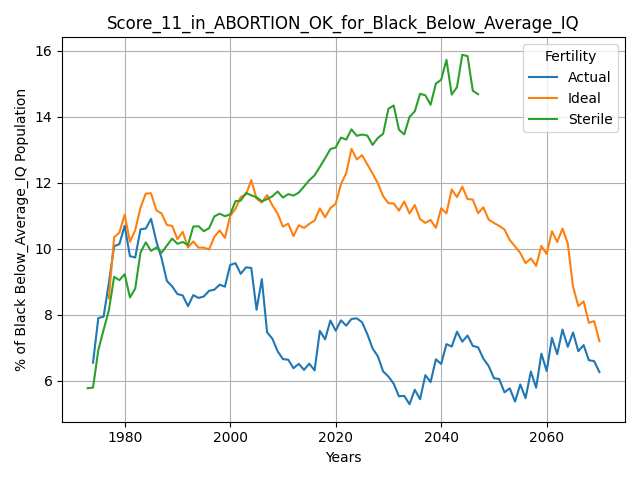 Score_11_in_ABORTION_OK_for_Black_Below_Average_IQ
% of Black Below_Average_IQ Population
16
14
12
10
8
6
Fertility
Actual
Ideal
Sterile
1980 2000 2020 2040 2060
Years